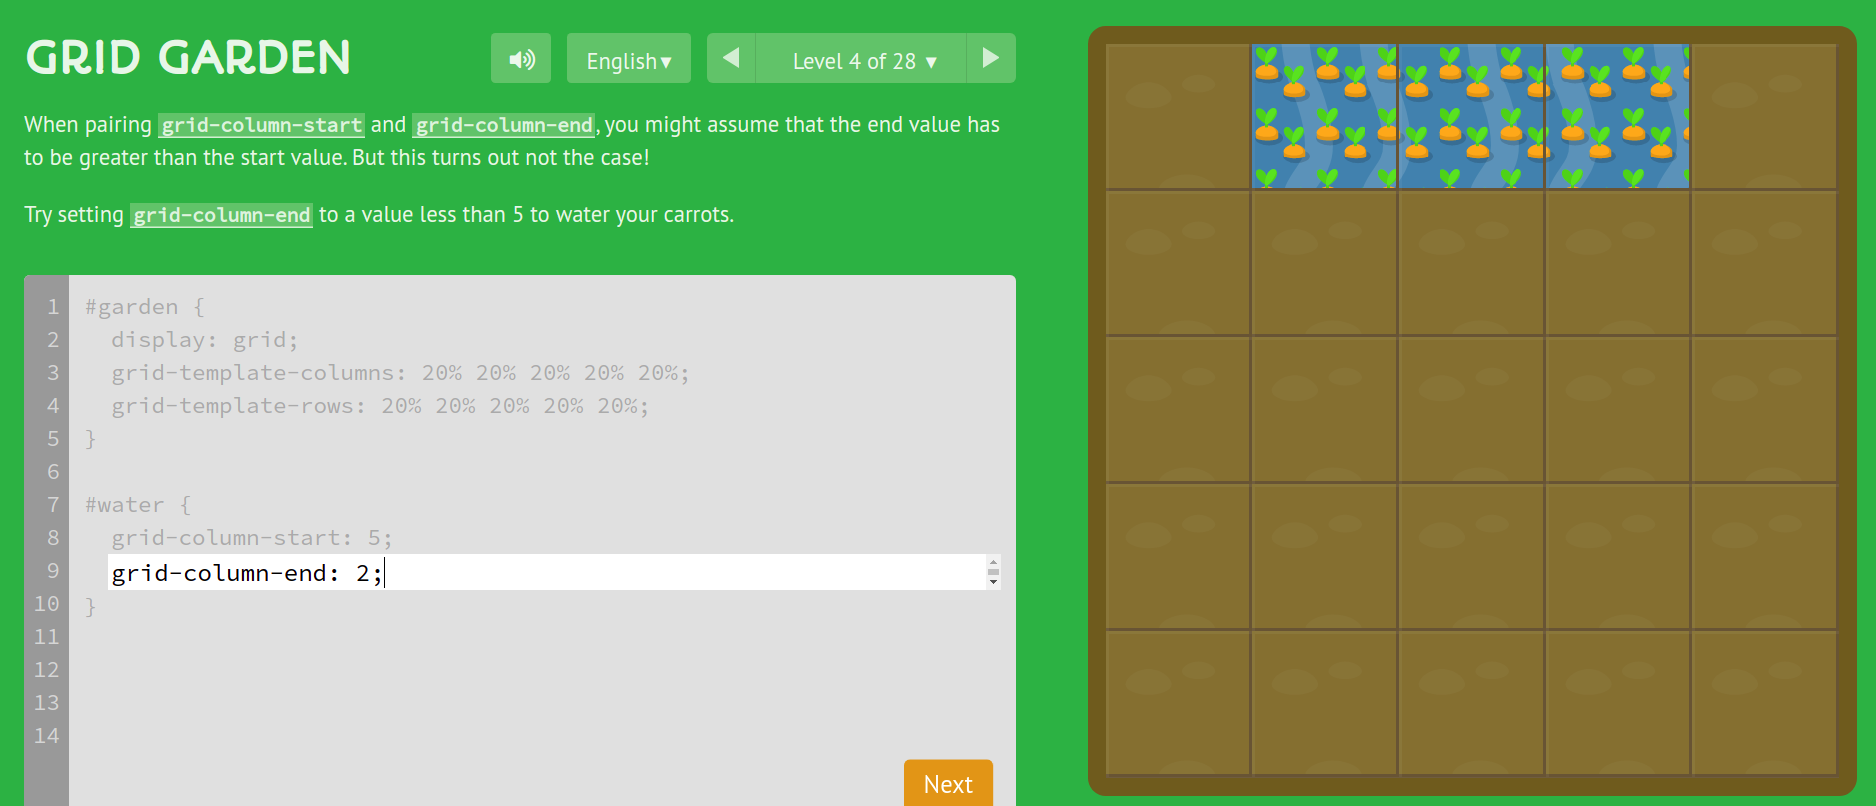 GRID GARDEN
English ▾
Level 4 of 28 ▾
When pairing grid-column-start and grid-column-end, you might assume that the end value has
to be greater than the start value. But this turns out not the case!
Try setting grid-column-end to a value less than 5 to water your carrots.
1 #garden {
2   display: grid;
3   grid-template-columns: 20% 20% 20% 20% 20%;
4   grid-template-rows: 20% 20% 20% 20% 20%;
5 }
6
7 #water {
8   grid-column-start: 5;
9   grid-column-end: 2;
10 }
11
12
13
14
Next